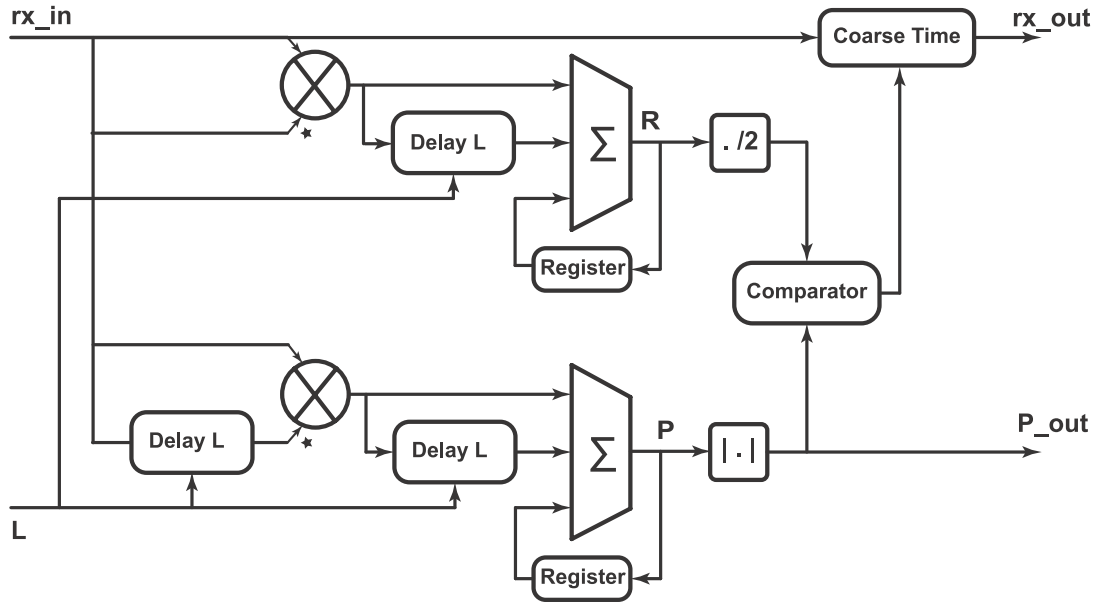 rx_in
rx_out
Coarse Time
★
Delay L
Σ
R
. /2
Register
Comparator
★
Delay L
Delay L
Σ
P
| . |
P_out
L
Register